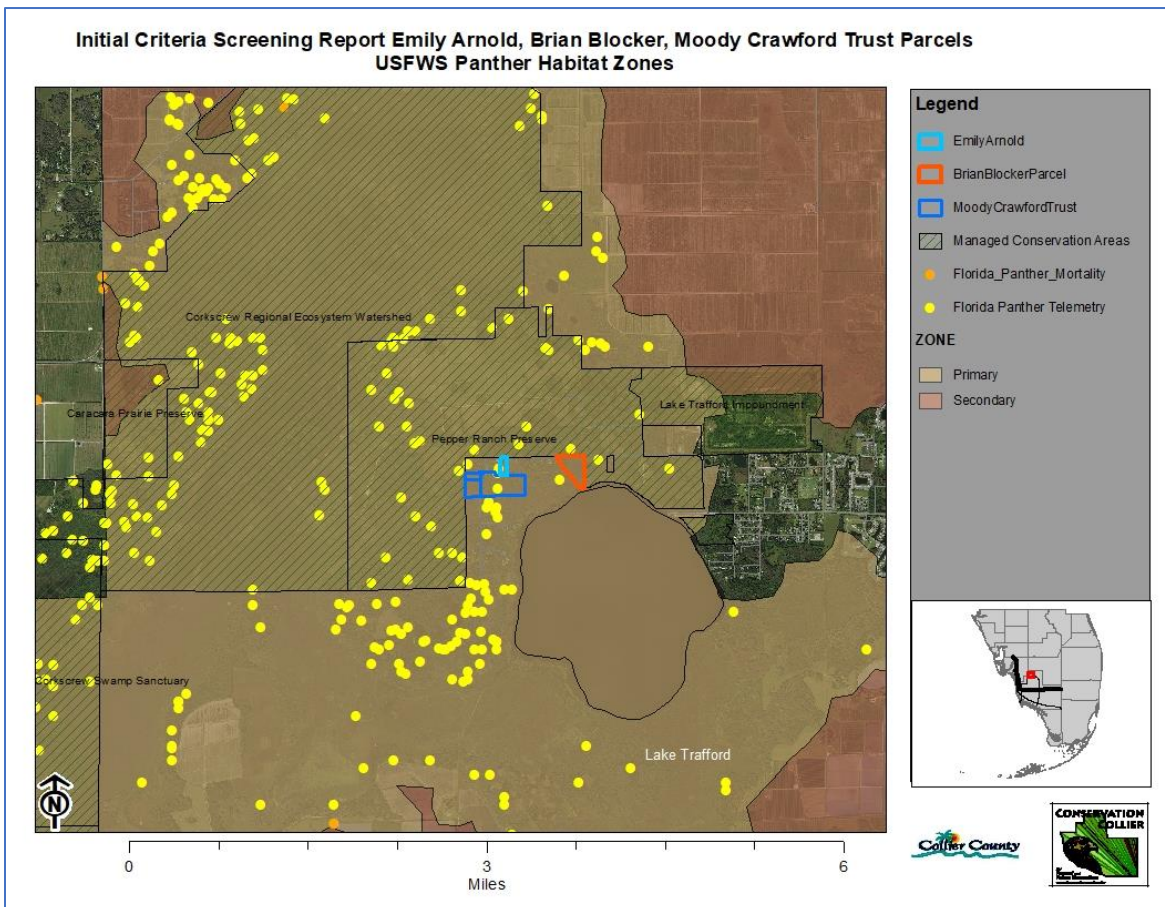 Initial Criteria Screening Report Emily Arnold, Brian Blocker, Moody Crawford Trust Parcels
USFWS Panther Habitat Zones
Legend
EmilyArnold
BrianBlockerParcel
MoodyCrawfordTrust
Managed Conservation Areas
Florida_Panther_Mortality
Florida Panther Telemetry
ZONE
Primary
Secondary
Corkscrew Regional Ecosystem Watershed
Caracara Prairie Preserve
Lake Trafford Impoundment
Pepper Ranch Preserve
Corkscrew Swamp Sanctuary
Lake Trafford
N
0 3 6
Miles
Collier County
CONSERVATION
COLLIER